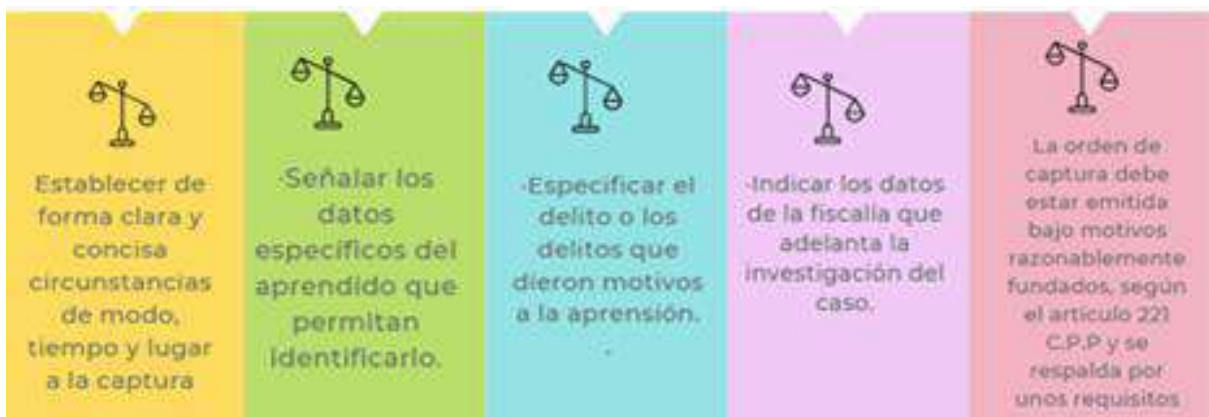 Establecer de
forma clara y
concisa
circunstancias
de modo,
tiempo y lugar
a la captura
-Señalar los
datos
específicos del
aprendido que
permitan
identificarlo.
-Especificar el
delito o los
delitos que
dieron motivos
a la aprensión.
.
-Indicar los datos
de la fiscalía que
adelanta la
investigación del
caso.
La orden de
captura debe
estar emitida
bajo motivos
razonablemente
fundados, según
el artículo 221
C.P.P y se
respalda por
unos requisitos